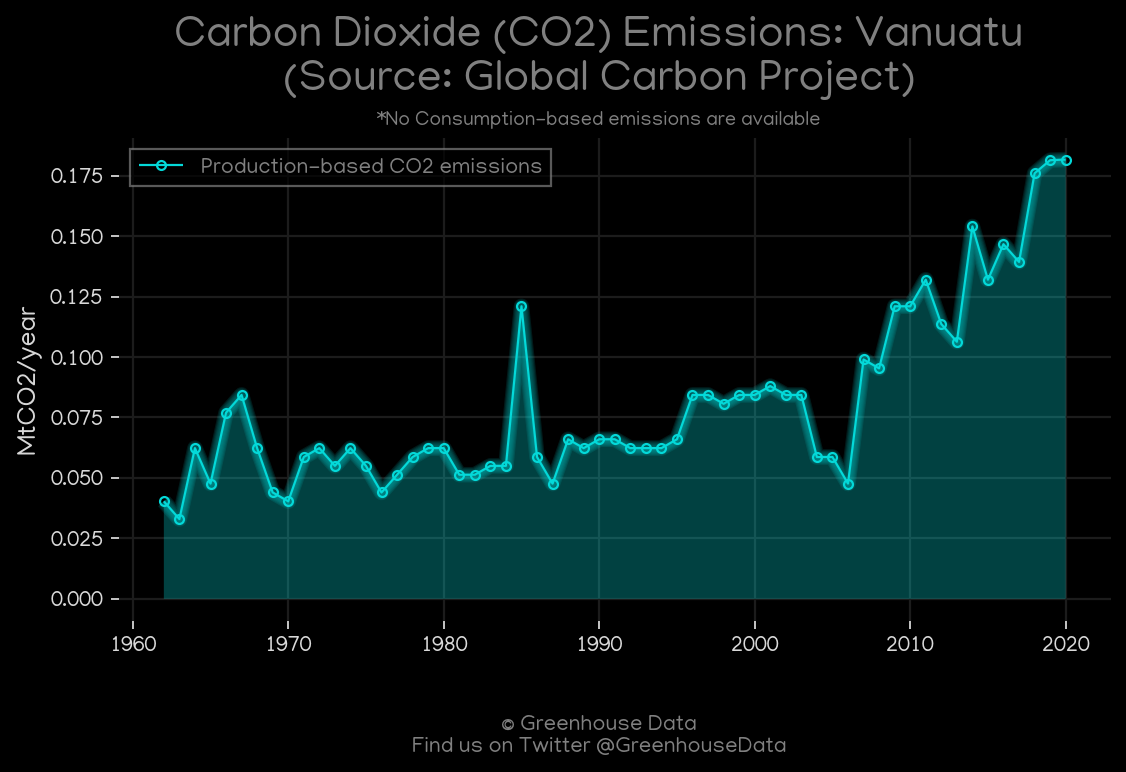 Carbon Dioxide (CO2) Emissions: Vanuatu
(Source: Global Carbon Project)
*No Consumption-based emissions are available
Production-based CO2 emissions
MtCO2/year
0.175
0.150
0.125
0.100
0.075
0.050
0.025
0.000
1960 1970 1980 1990 2000 2010 2020
© Greenhouse Data
Find us on Twitter @GreenhouseData